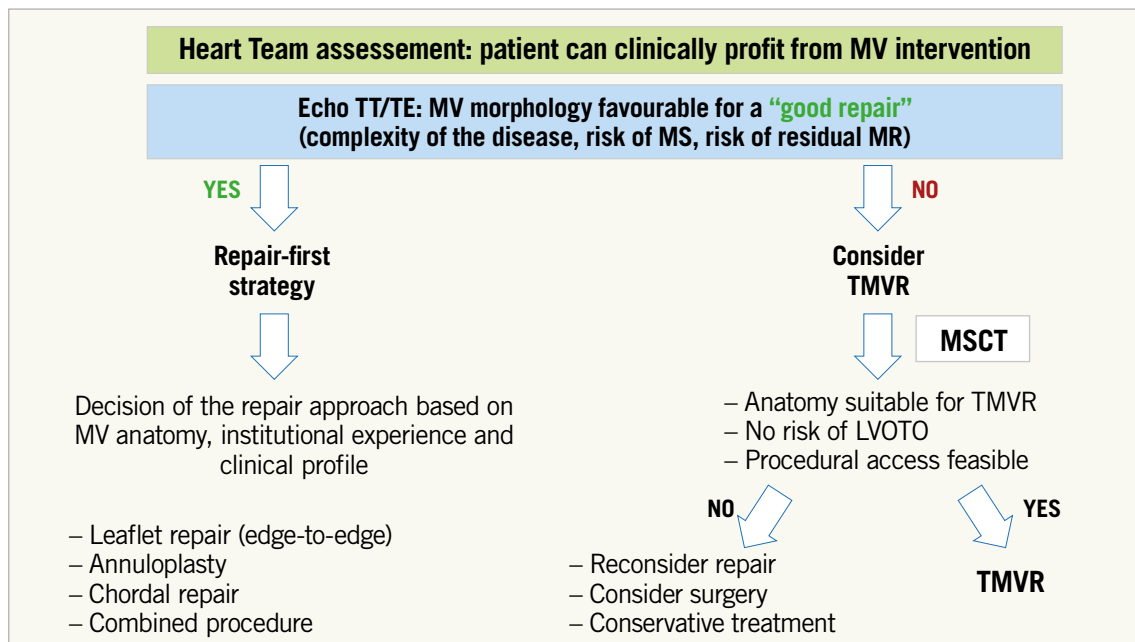 Heart Team assessement: patient can clinically profit from MV intervention
Echo TT/TE: MV morphology favourable for a “good repair”
(complexity of the disease, risk of MS, risk of residual MR)
YES
NO
Repair-first
strategy
Consider
TMVR
MSCT
Decision of the repair approach based on
MV anatomy, institutional experience and
clinical profile
– Anatomy suitable for TMVR
– No risk of LVOTO
– Procedural access feasible
NO
YES
– Leaflet repair (edge-to-edge)
– Annuloplasty
– Chordal repair
– Combined procedure
– Reconsider repair
– Consider surgery
– Conservative treatment
TMVR